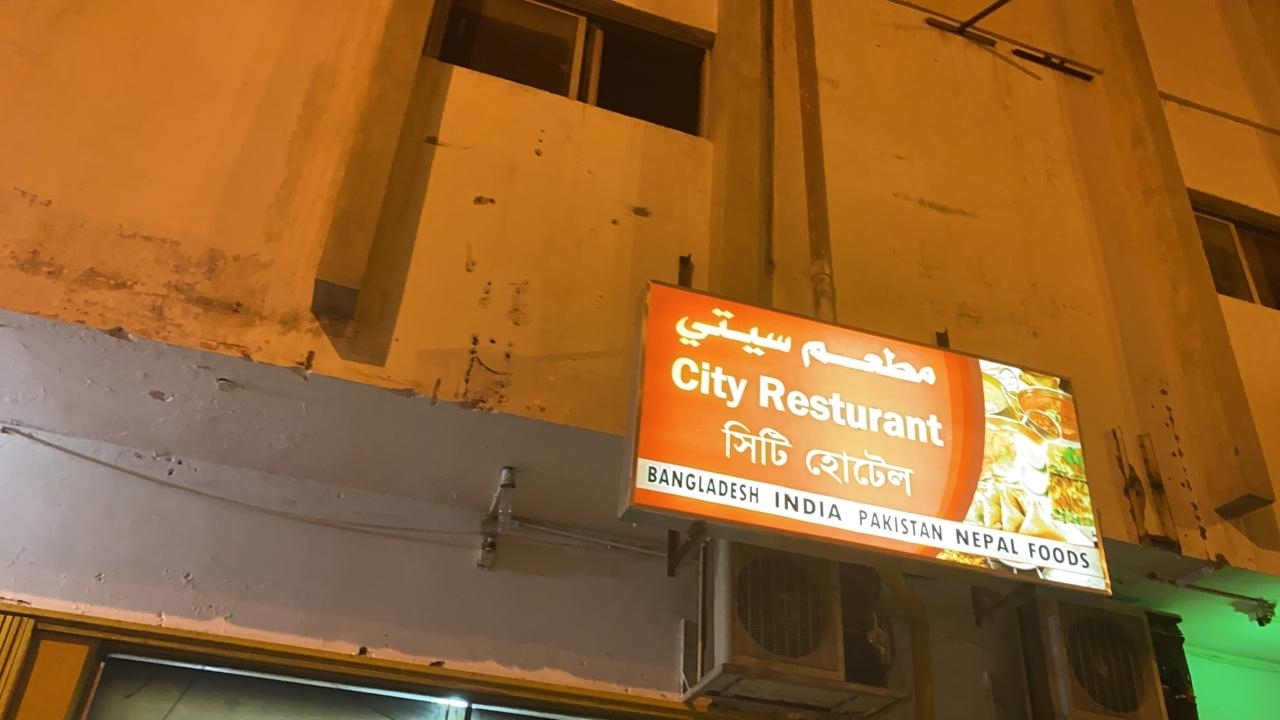 مطعم سيتي
City Resturant
সিটি হোটেল
BANGLADESH INDIA PAKISTAN NEPAL FOODS